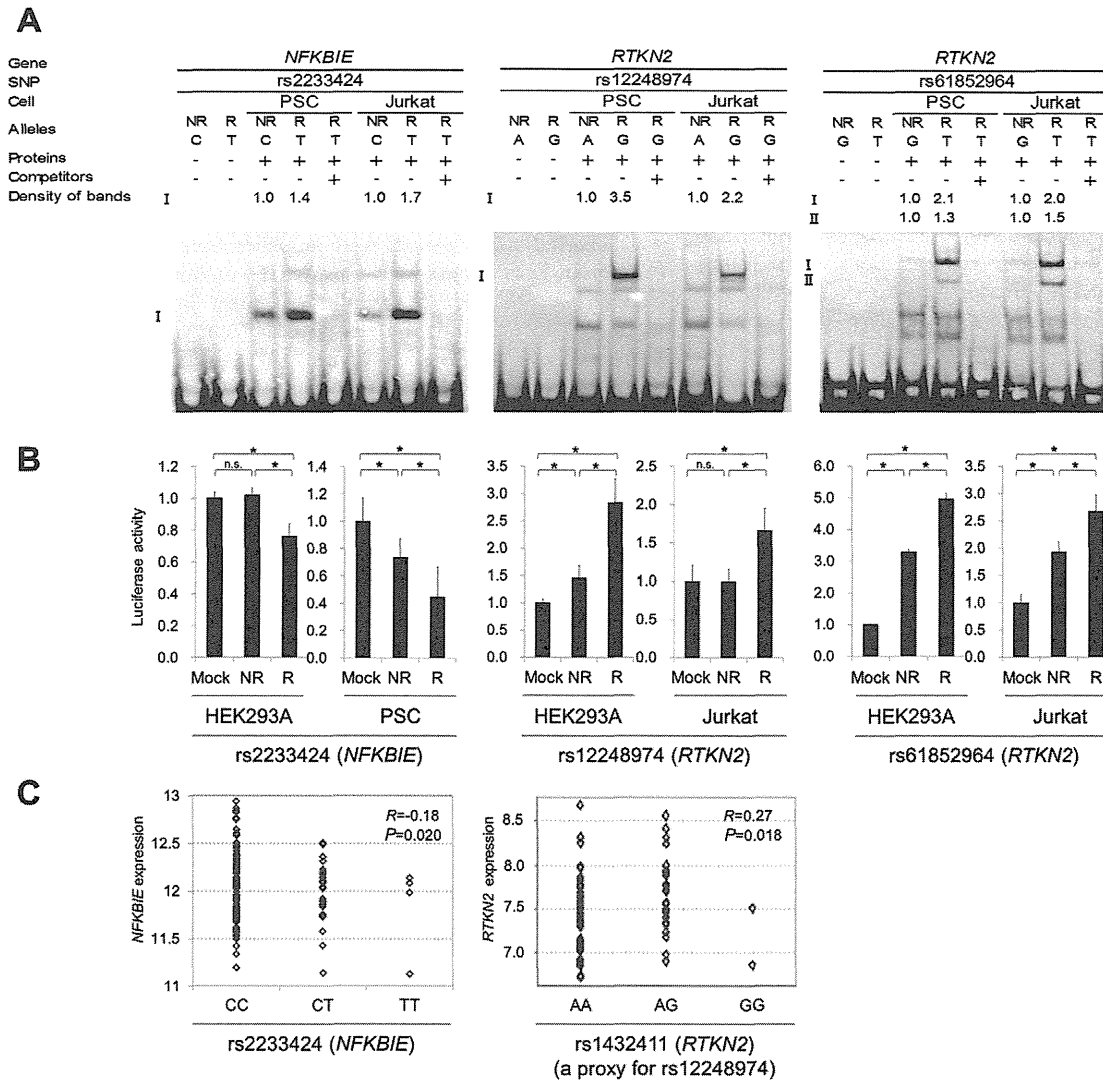 A
Gene NFKBIE RTKN2 RTKN2
SNP rs2233424 rs12248974 rs61852964
Cell PSC Jurkat PSC Jurkat PSC Jurkat
Alleles NR R NR R R NR R R NR R NR R R NR R R NR R NR R R NR R R
C T C T T C T T A G A G G A G G G T G T T G T T
Proteins - - + + + + + + - - + + + + + + - - + + + + + +
Competitors - - - - + - - + - - - - + - - + - - - - + - - +
Density of bands I 1.0 1.4 1.0 1.7 I 1.0 3.5 1.0 2.2 I 1.0 2.1 1.0 2.0
II 1.0 1.3 1.0 1.5
I
I
I
II
B
Luciferase activity
* n.s. *
1.2
1.0
0.8
0.6
0.4
0.2
0.0
Mock NR R
HEK293A
* * *
1.4
1.2
1.0
0.8
0.6
0.4
0.2
0.0
Mock NR R
PSC
rs2233424 (NFKBIE)
* * *
3.5
3.0
2.5
2.0
1.5
1.0
0.5
0.0
Mock NR R
HEK293A
* n.s. *
2.5
2.0
1.5
1.0
0.5
0.0
Mock NR R
Jurkat
rs12248974 (RTKN2)
* * *
6.0
5.0
4.0
3.0
2.0
1.0
0.0
Mock NR R
HEK293A
* * *
3.5
3.0
2.5
2.0
1.5
1.0
0.5
0.0
Mock NR R
Jurkat
rs61852964 (RTKN2)
C
NFKBIE expression
13
12.5
12
11.5
11
R=-0.18
P=0.020
CC CT TT
rs2233424 (NFKBIE)
RTKN2 expression
8.5
8.0
7.5
7.0
R=0.27
P=0.018
AA AG GG
rs1432411 (RTKN2)
(a proxy for rs12248974)